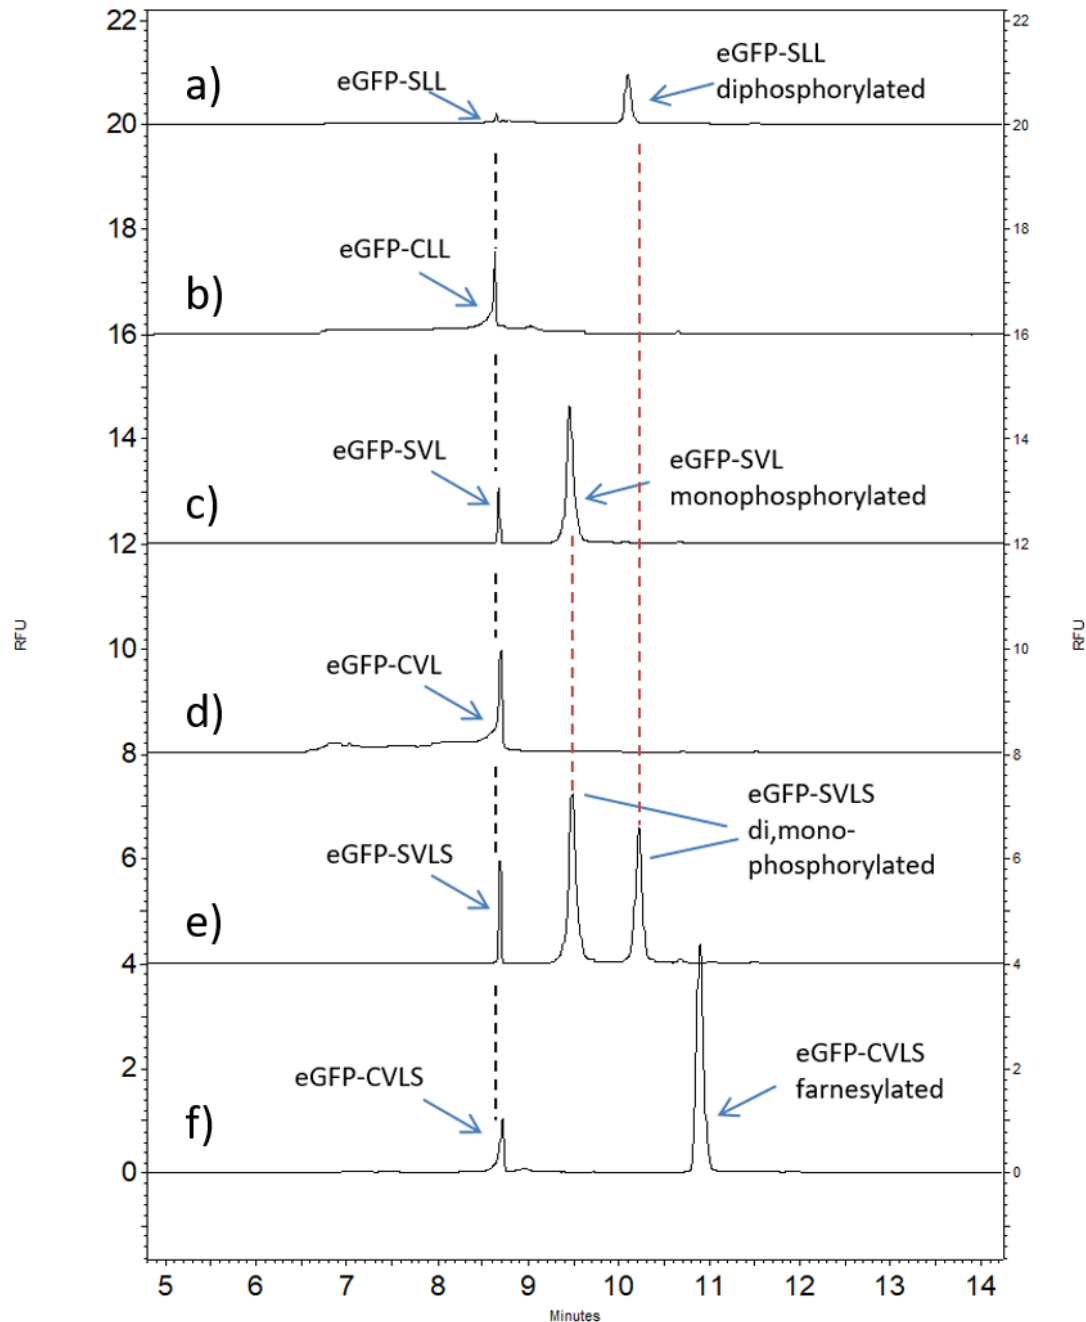 22
22
a)
eGFP-SLL
eGFP-SLL
diphosphorylated
20
20
18
18
eGFP-CLL
b)
16
16
14
14
eGFP-SVL
eGFP-SVL
monophosphorylated
c)
12
12
RFU
RFU
10
10
eGFP-CVL
d)
8
8
eGFP-SVLS
di,mono-
phosphorylated
6
6
eGFP-SVLS
e)
4
4
2
2
eGFP-CVLS
eGFP-CVLS
farnesylated
f)
0
0
5 6 7 8 9 10 11 12 13 14
Minutes